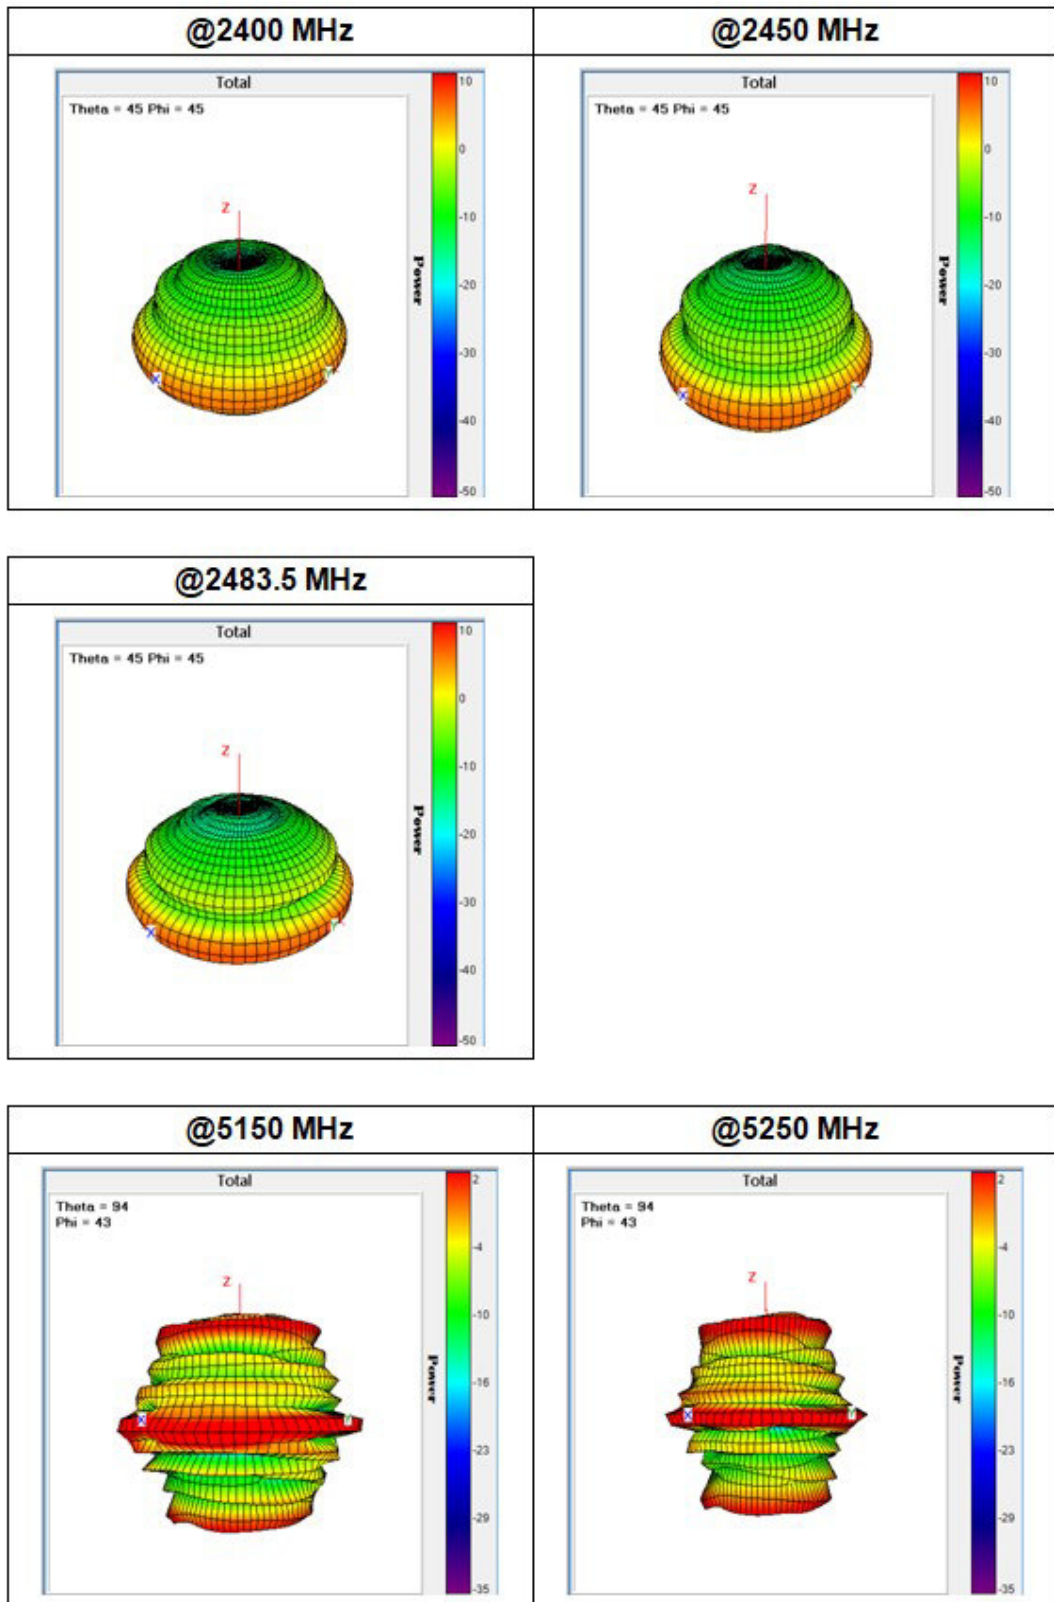 @2400 MHz
@2450 MHz
Total
Theta = 45 Phi = 45
Z
X
Y
10
0
-10
-20
-30
-40
-50
Power
Total
Theta = 45 Phi = 45
Z
X
Y
10
0
-10
-20
-30
-40
-50
Power
@2483.5 MHz
Total
Theta = 45 Phi = 45
Z
X
Y
10
0
-10
-20
-30
-40
-50
Power
@5150 MHz
@5250 MHz
Total
Theta = 94
Phi = 43
Z
X
Y
2
-4
-10
-16
-23
-29
-35
Power
Total
Theta = 94
Phi = 43
Z
X
Y
2
-4
-10
-16
-23
-29
-35
Power